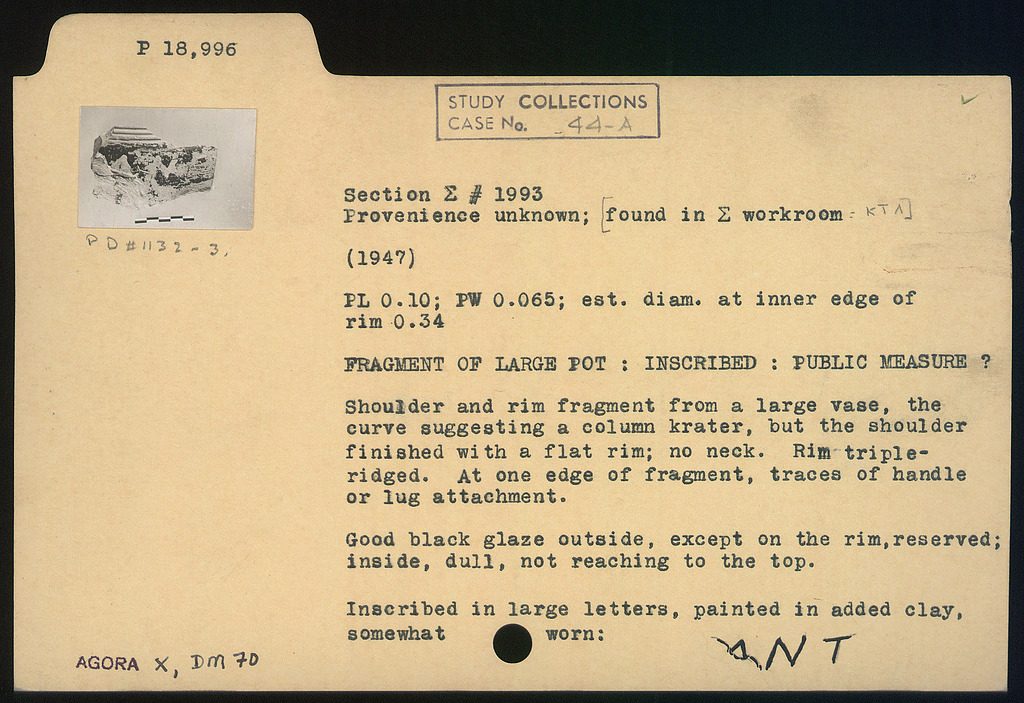 P 18,996
STUDY COLLECTIONS
CASE No. 44-A
PD#1132-3.
Section Σ # 1993
Provenience unknown; [found in Σ workroom: ΚΤΛ]
(1947)
PL 0.10; PW 0.065; est. diam. at inner edge of
rim 0.34
FRAGMENT OF LARGE POT : INSCRIBED : PUBLIC MEASURE ?
Shoulder and rim fragment from a large vase, the
curve suggesting a column krater, but the shoulder
finished with a flat rim; no neck. Rim triple-
ridged. At one edge of fragment, traces of handle
or lug attachment.
Good black glaze outside, except on the rim,reserved;
inside, dull, not reaching to the top.
Inscribed in large letters, painted in added clay,
somewhat worn:
ΑΝΤ
AGORA X, DM 70